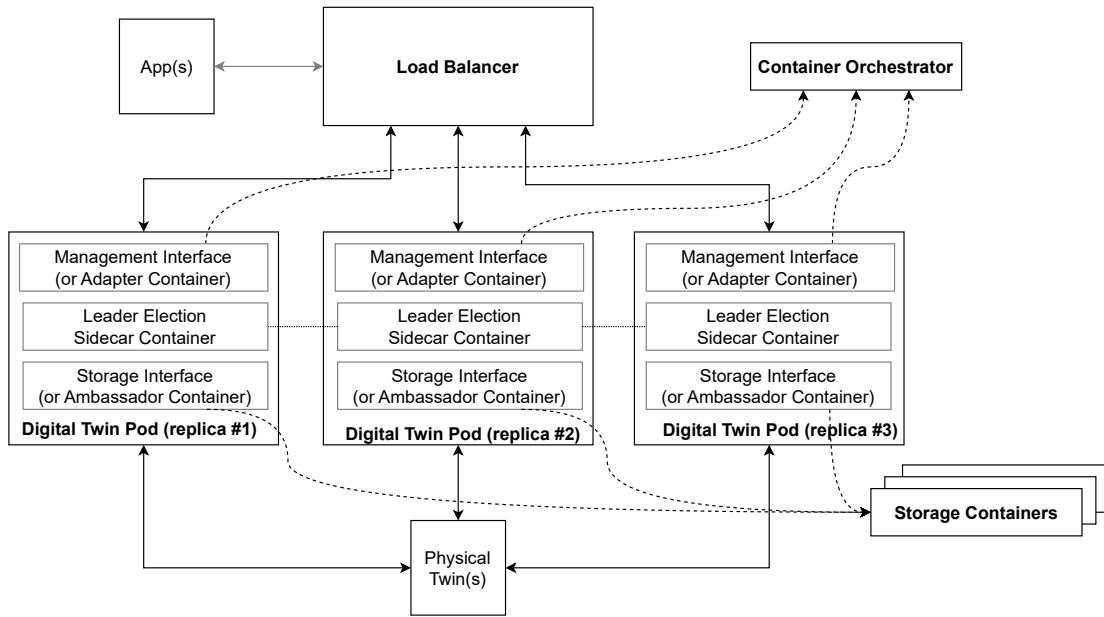 App(s)
Load Balancer
Container Orchestrator
Management Interface
(or Adapter Container)
Leader Election
Sidecar Container
Storage Interface
(or Ambassador Container)
Digital Twin Pod (replica #1)
Management Interface
(or Adapter Container)
Leader Election
Sidecar Container
Storage Interface
(or Ambassador Container)
Digital Twin Pod (replica #2)
Management Interface
(or Adapter Container)
Leader Election
Sidecar Container
Storage Interface
(or Ambassador Container)
Digital Twin Pod (replica #3)
Storage Containers
Physical
Twin(s)